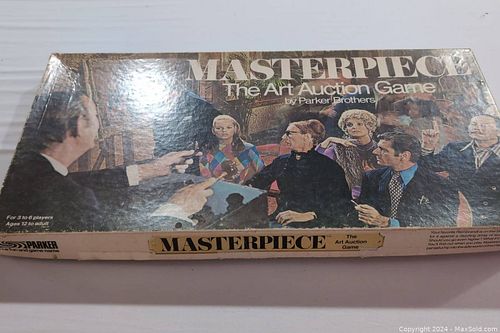 MASTERPIECE
The Art Auction Game
by Parker Brothers
For 3 to 6 players
Ages 12 to adult
PARKER
MASTERPIECE
The
Art Auction
Game
Copyright 2024 - MaxSold.com